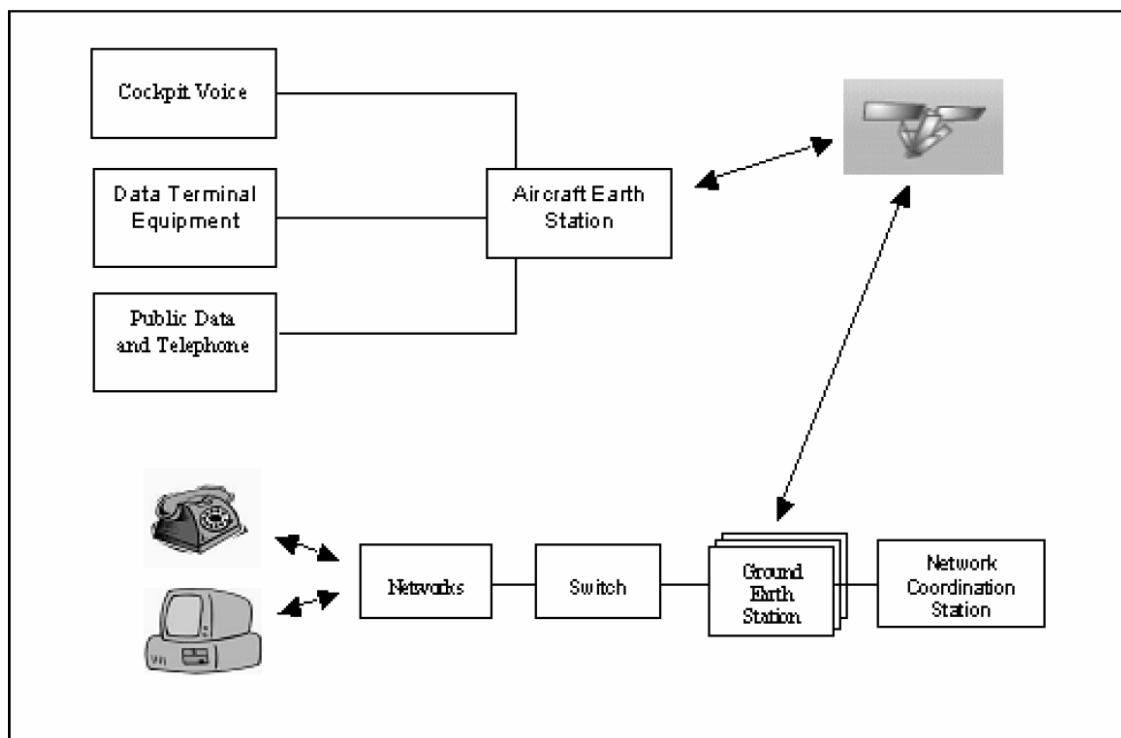 Cockpit Voice
Data Terminal
Equipment
Aircraft Earth
Station
Public Data
and Telephone
Networks
Switch
Ground
Earth
Station
Network
Coordination
Station